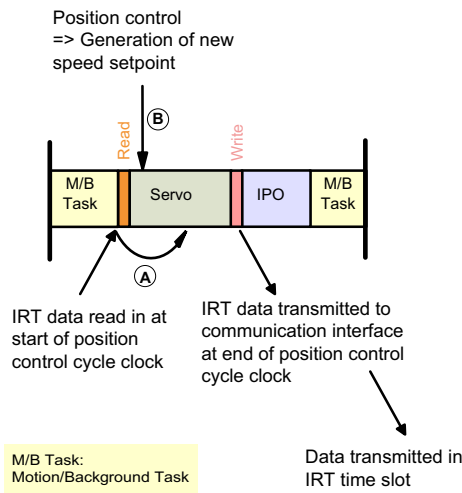 Position control
=> Generation of new
speed setpoint
B
Read
Write
M/B
Task
Servo
IPO
M/B
Task
A
IRT data read in at
start of position
control cycle clock
IRT data transmitted to
communication interface
at end of position control
cycle clock
M/B Task:
Motion/Background Task
Data transmitted in
IRT time slot